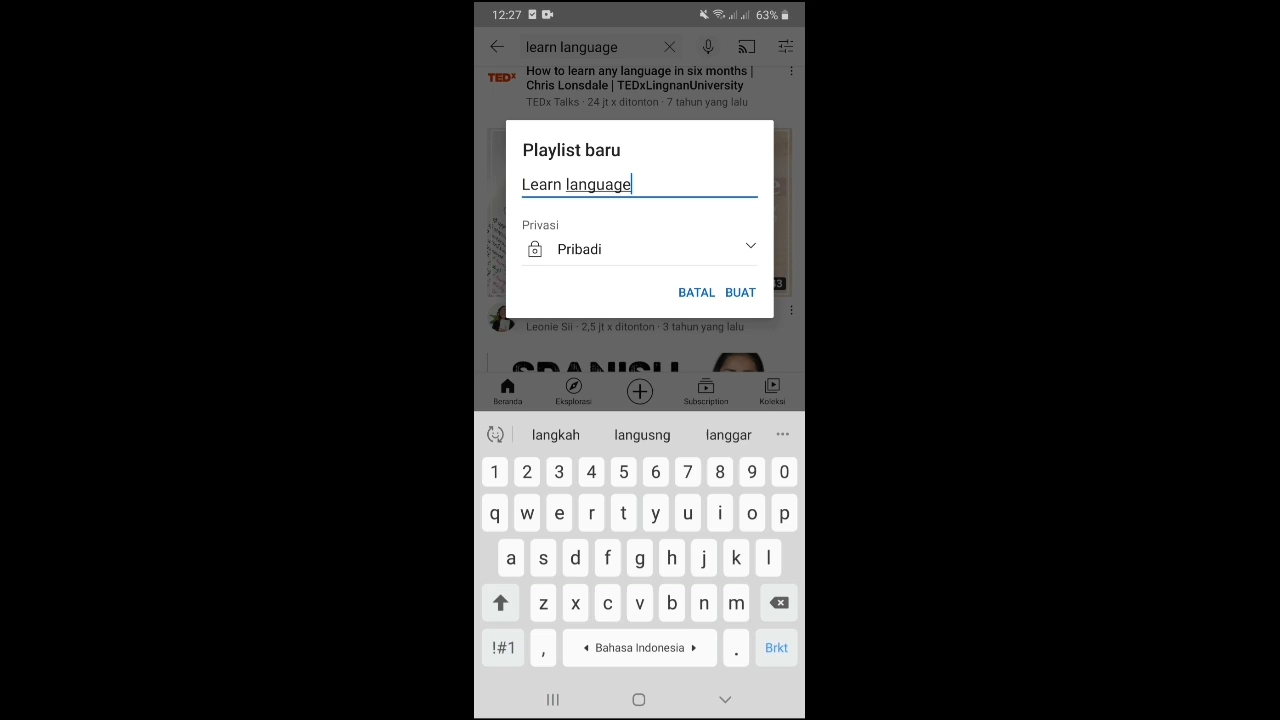 12:27 63%
learn language
TEDx How to learn any language in six months |
Chris Lonsdale | TEDxLingnanUniversity
TEDx Talks · 24 jt x ditonton · 7 tahun yang lalu
Playlist baru
Learn language
Privasi
Pribadi
BATAL BUAT
Leonie Sii · 2,5 jt x ditonton · 3 tahun yang lalu
SPANISH
Beranda Eksplorasi Subscription Koleksi
langkah langusng langgar ...
1 2 3 4 5 6 7 8 9 0
q w e r t y u i o p
a s d f g h j k l
z x c v b n m
!#1 , Bahasa Indonesia . Brkt